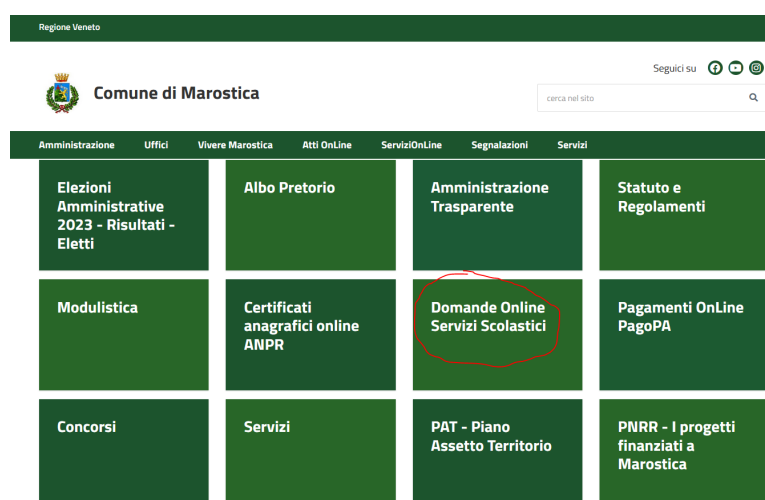 Regione Veneto
Seguici su
Comune di Marostica
cerca nel sito
Amministrazione Uffici Vivere Marostica Atti OnLine ServiziOnLine Segnalazioni Servizi
Elezioni
Amministrative
2023 - Risultati -
Eletti
Albo Pretorio
Amministrazione
Trasparente
Statuto e
Regolamenti
Modulistica
Certificati
anagrafici online
ANPR
Domande Online
Servizi Scolastici
Pagamenti OnLine
PagoPA
Concorsi
Servizi
PAT - Piano
Assetto Territorio
PNRR - I progetti
finanziati a
Marostica